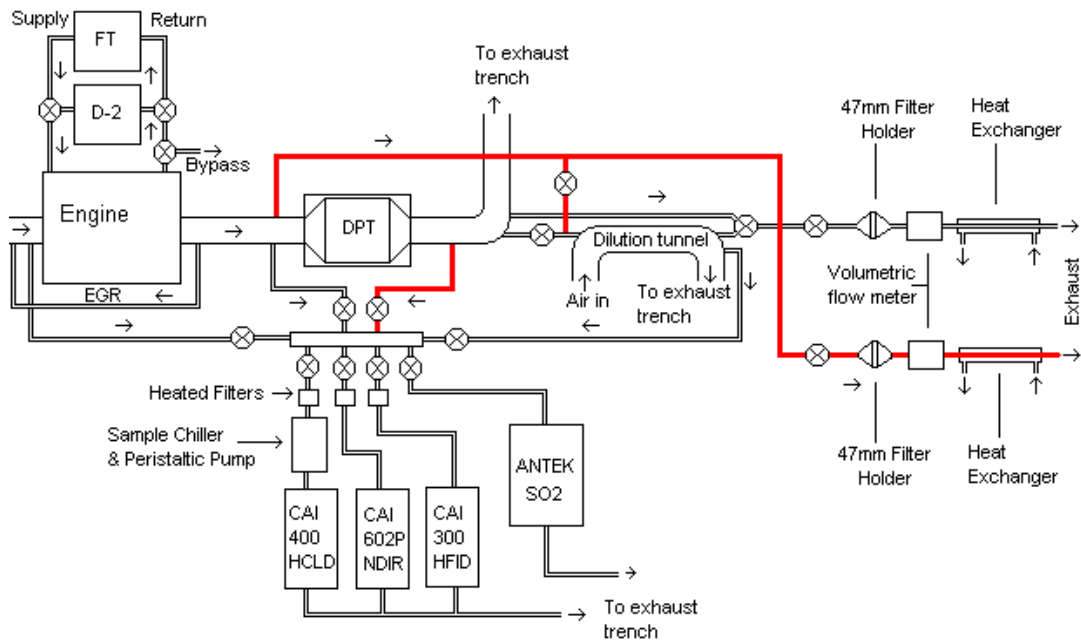 Supply
Return
FT
D-2
Bypass
To exhaust
trench
47mm Filter
Holder
Heat
Exchanger
Engine
DPT
Dilution tunnel
EGR
Air in
To exhaust
trench
Volumetric
flow meter
Exhaust
Heated Filters
Sample Chiller
& Peristaltic Pump
47mm Filter
Holder
Heat
Exchanger
CAI
400
HCLD
CAI
602P
NDIR
CAI
300
HFID
ANTEK
SO2
To exhaust
trench